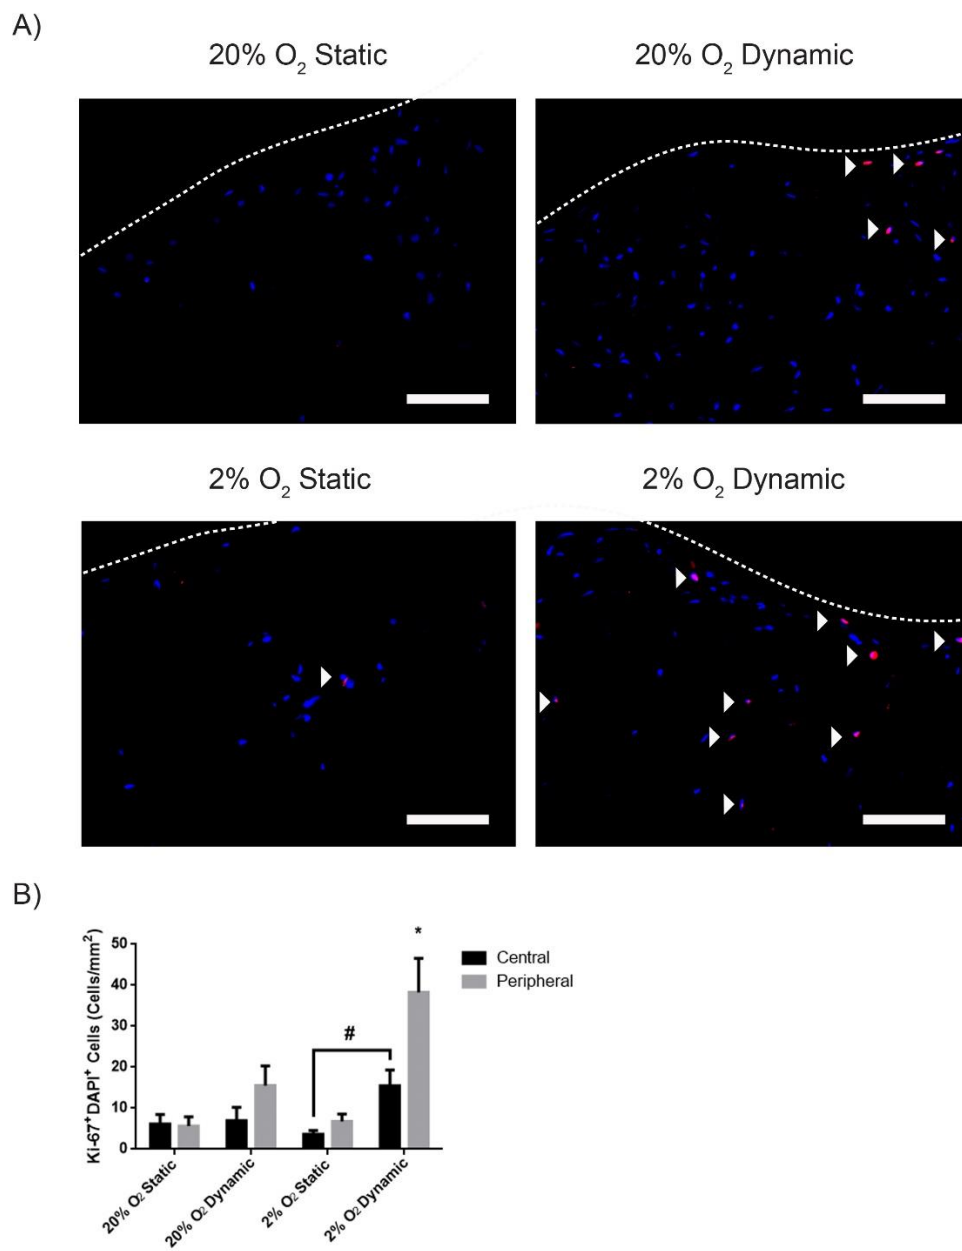 A)
20% O₂ Static
20% O₂ Dynamic
2% O₂ Static
2% O₂ Dynamic
B)
Ki-67⁺DAPI⁺ Cells (Cells/mm²)
50
40
30
20
10
0
#
*
Central
Peripheral
20% O₂ Static
20% O₂ Dynamic
2% O₂ Static
2% O₂ Dynamic